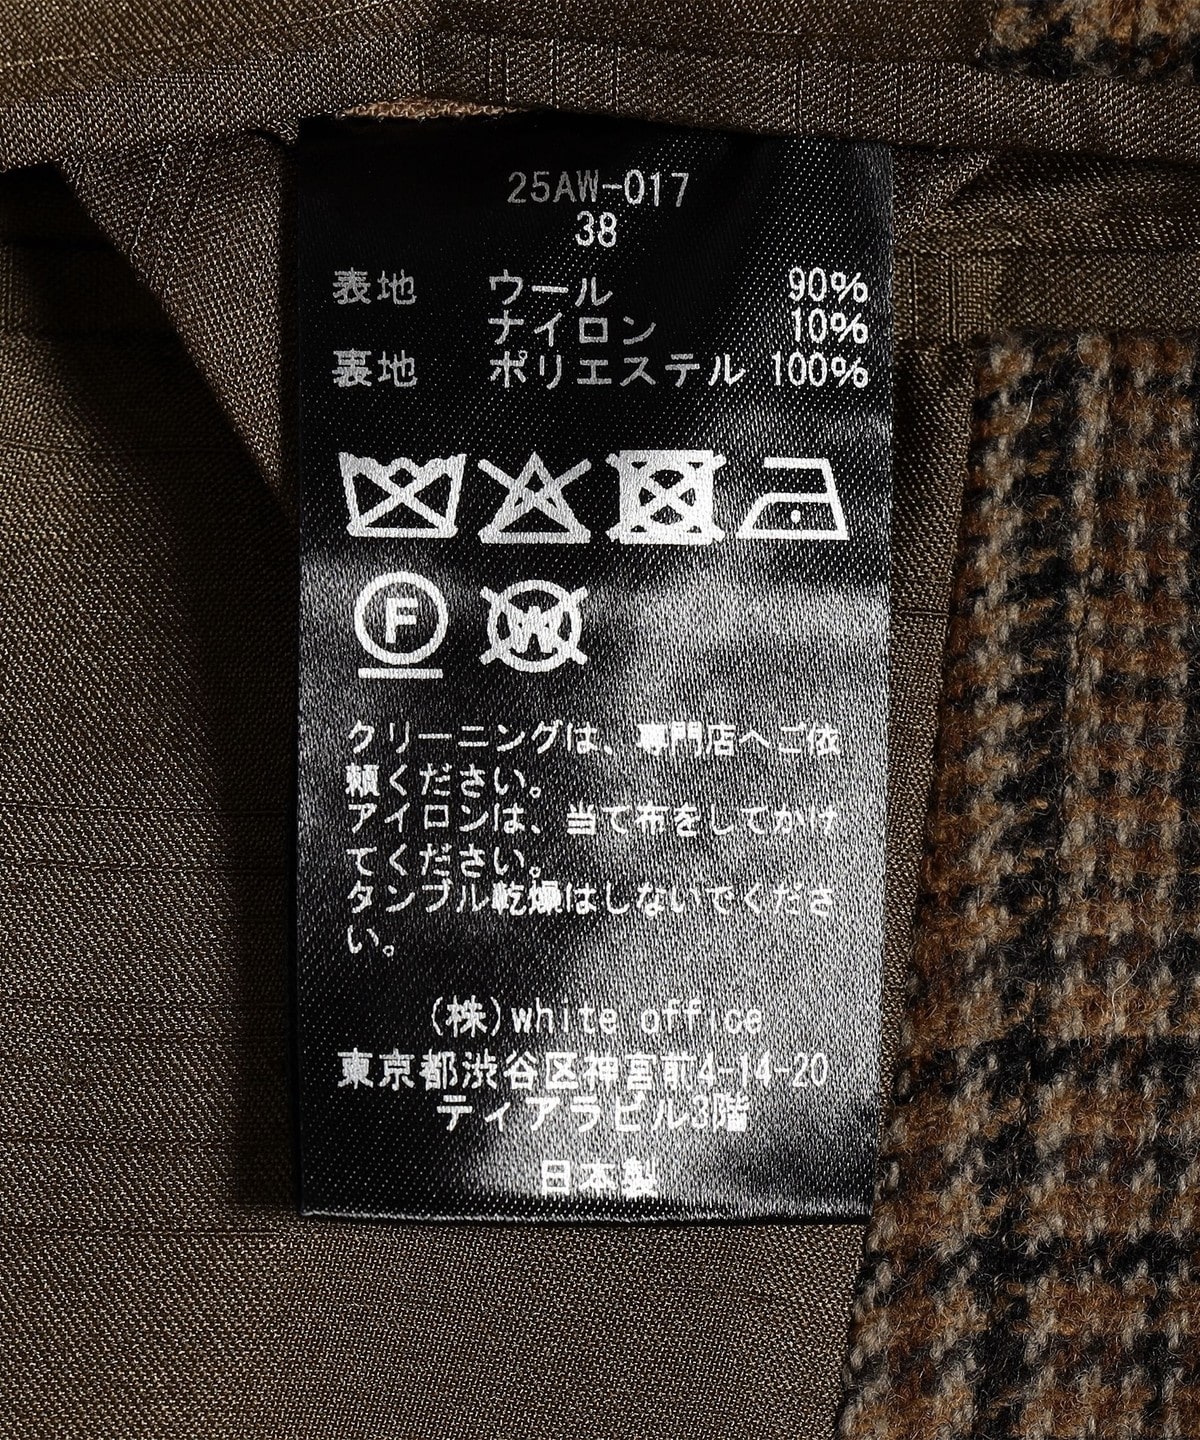 25AW-017
38
表地 ウール 90%
ナイロン 10%
裏地 ポリエステル 100%
F W
クリーニングは、専門店へご依
頼ください。
アイロンは、当て布をしてかけ
てください。
タンブル乾燥はしないでくださ
い。
(株)white office
東京都渋谷区神宮前4-14-20
ティアラビル3階
日本製